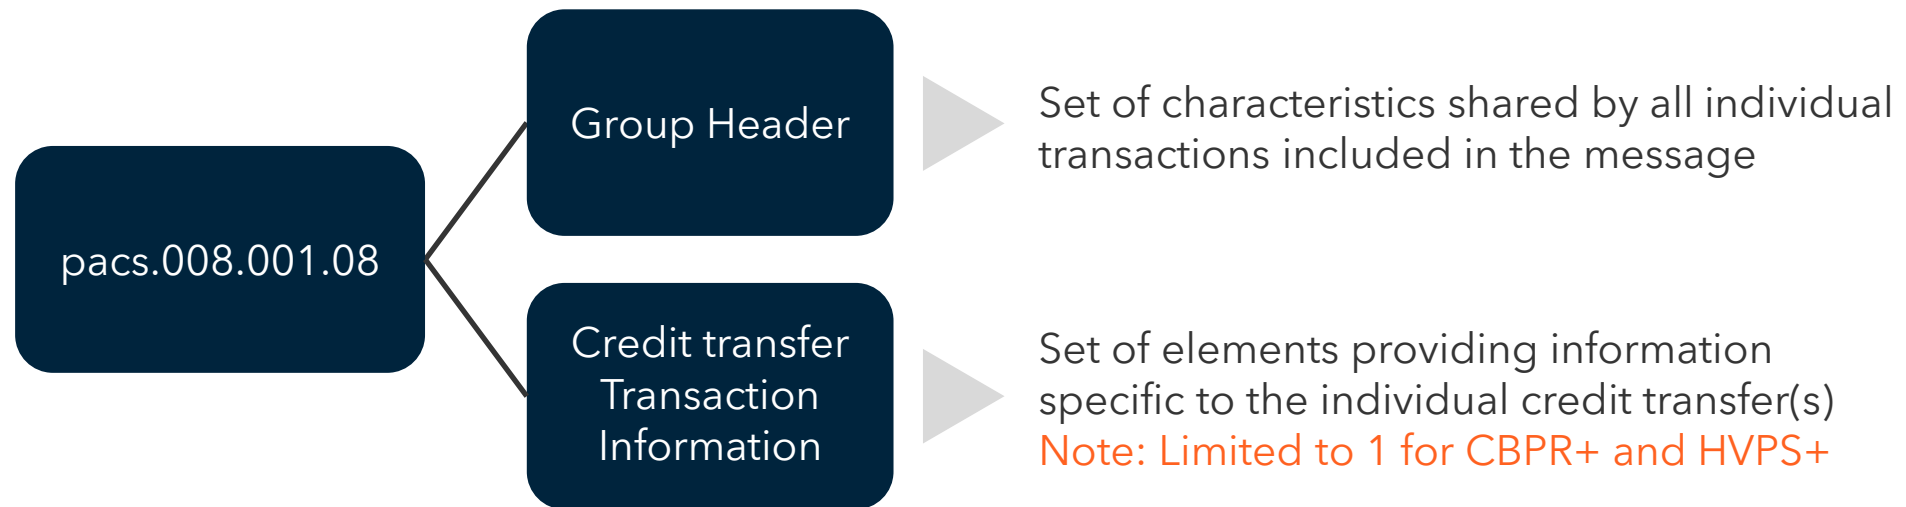 pacs.008.001.08
Group Header
Set of characteristics shared by all individual
transactions included in the message
Credit transfer
Transaction
Information
Set of elements providing information
specific to the individual credit transfer(s)
Note: Limited to 1 for CBPR+ and HVPS+